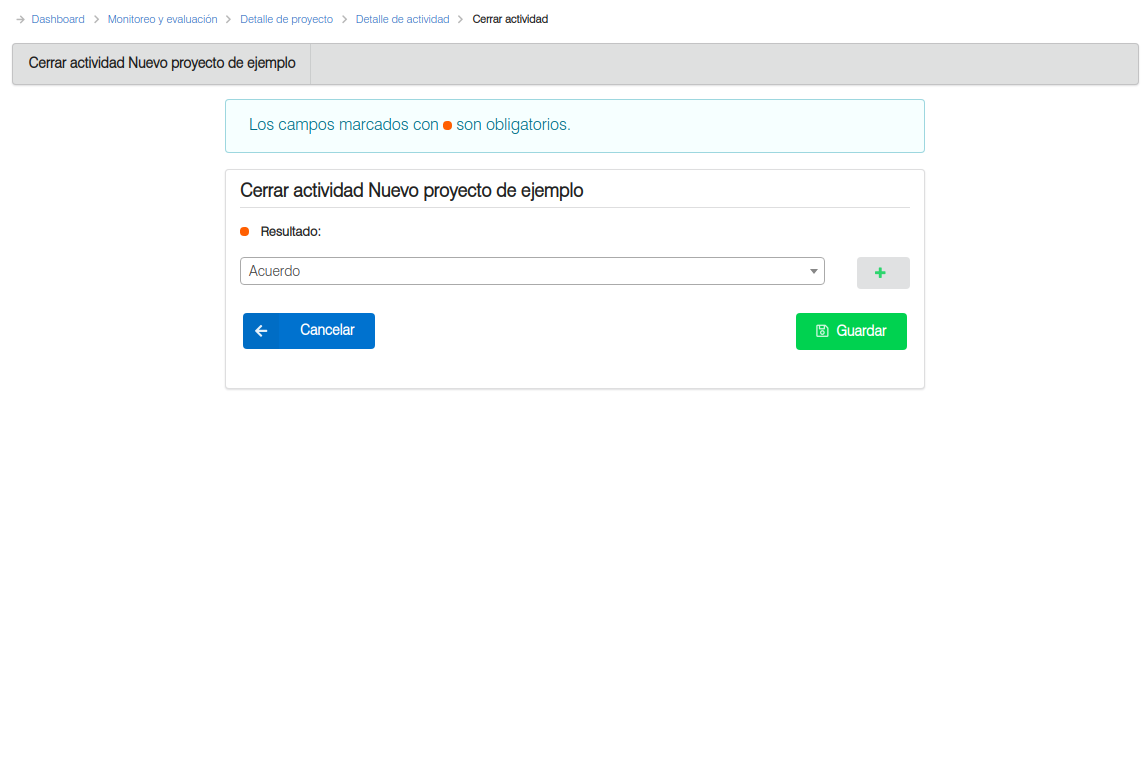 Dashboard Monitoreo y evaluación Detalle de proyecto Detalle de actividad Cerrar actividad
Cerrar actividad Nuevo proyecto de ejemplo
Los campos marcados con son obligatorios.
Cerrar actividad Nuevo proyecto de ejemplo
Resultado:
Acuerdo
Cancelar Guardar